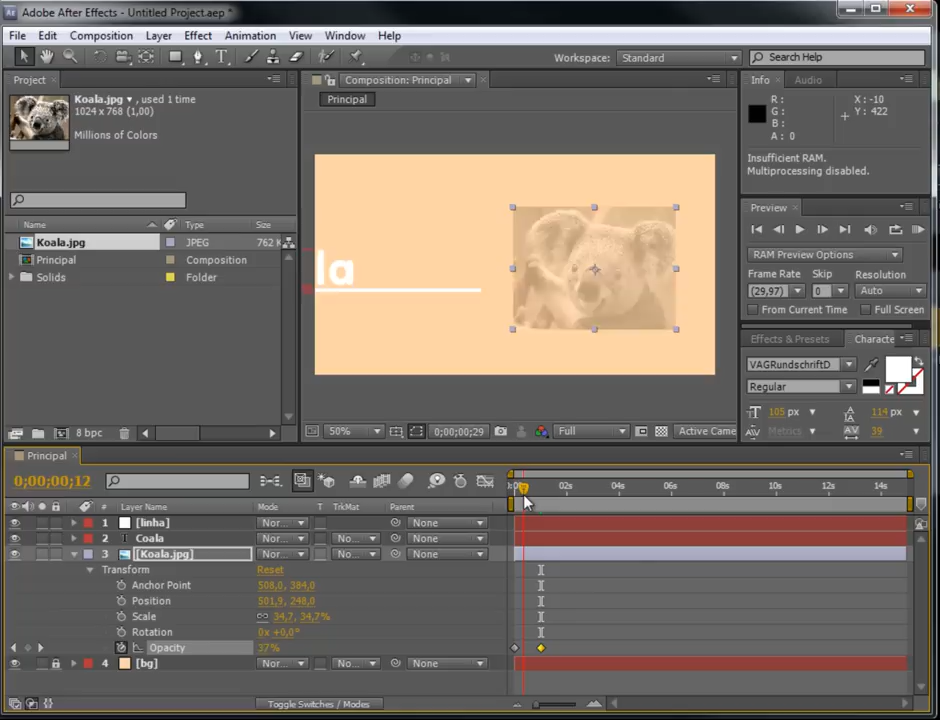 Adobe After Effects - Untitled Project.aep *
File Edit Composition Layer Effect Animation View Window Help
Workspace: Standard Search Help
Project
Koala.jpg ▾, used 1 time
1024 x 768 (1,00)
Millions of Colors
Name Type Size
Koala.jpg JPEG 762 K
Principal Composition
Solids Folder
8 bpc
Composition: Principal
Principal
la
50% 0;00;00;29 Full Active Came
Info Audio
R:
G:
B:
A: 0
X: -10
Y: 422
Insufficient RAM.
Multiprocessing disabled.
Preview
RAM Preview Options
Frame Rate Skip Resolution
(29,97) 0 Auto
From Current Time Full Screen
Effects & Presets Characte
VAGRundschriftD
Regular
105 px 114 px
Metrics 39
Principal
0;00;00;12
02s 04s 06s 08s 10s 12s 14s
# Layer Name Mode T TrkMat Parent
1 [linha] Nor... None
2 T Coala Nor... No... None
3 [Koala.jpg] Nor... No... None
Transform Reset
Anchor Point 508,0, 384,0
Position 501,9, 248,0
Scale 34,7, 34,7%
Rotation 0x +0,0°
Opacity 37%
4 [bg] Nor... No... None
Toggle Switches / Modes